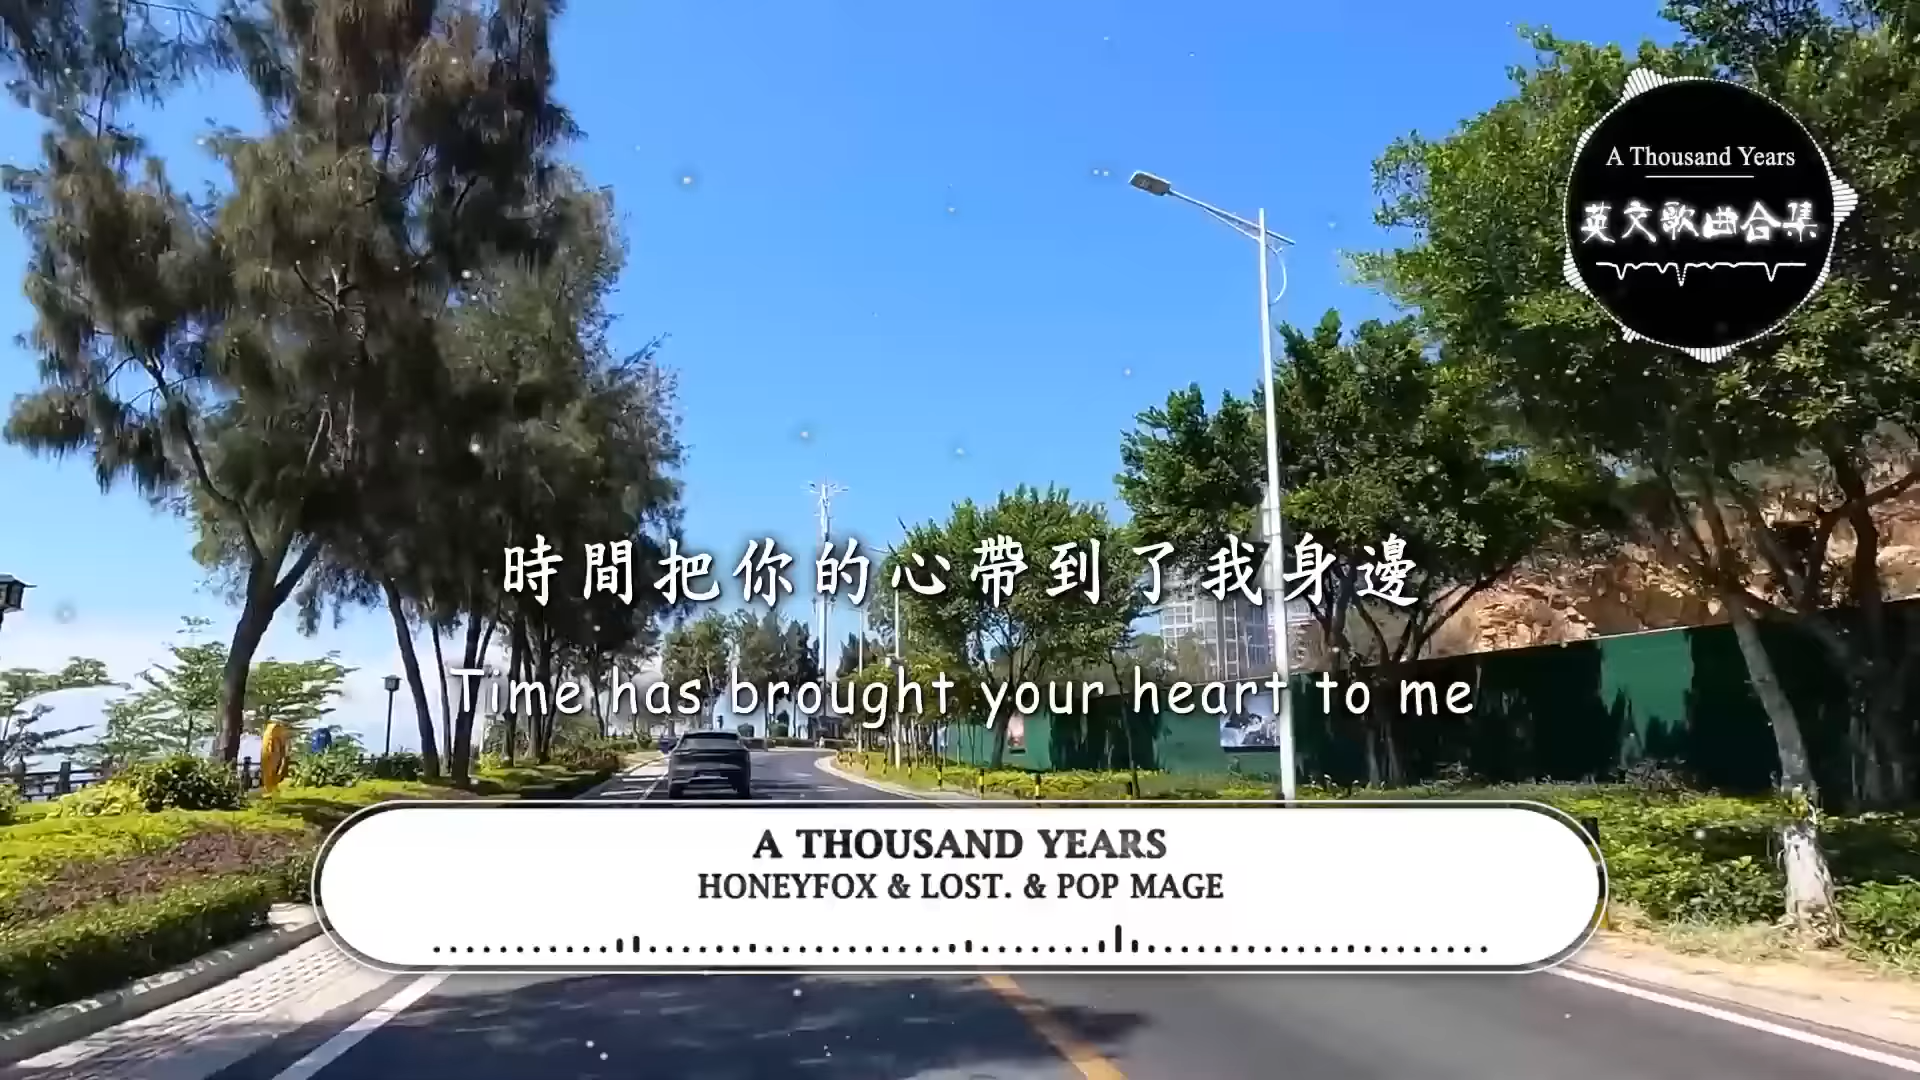 A Thousand Years
英文歌曲合集
時間把你的心帶到了我身邊
Time has brought your heart to me
A THOUSAND YEARS
HONEYFOX & LOST. & POP MAGE